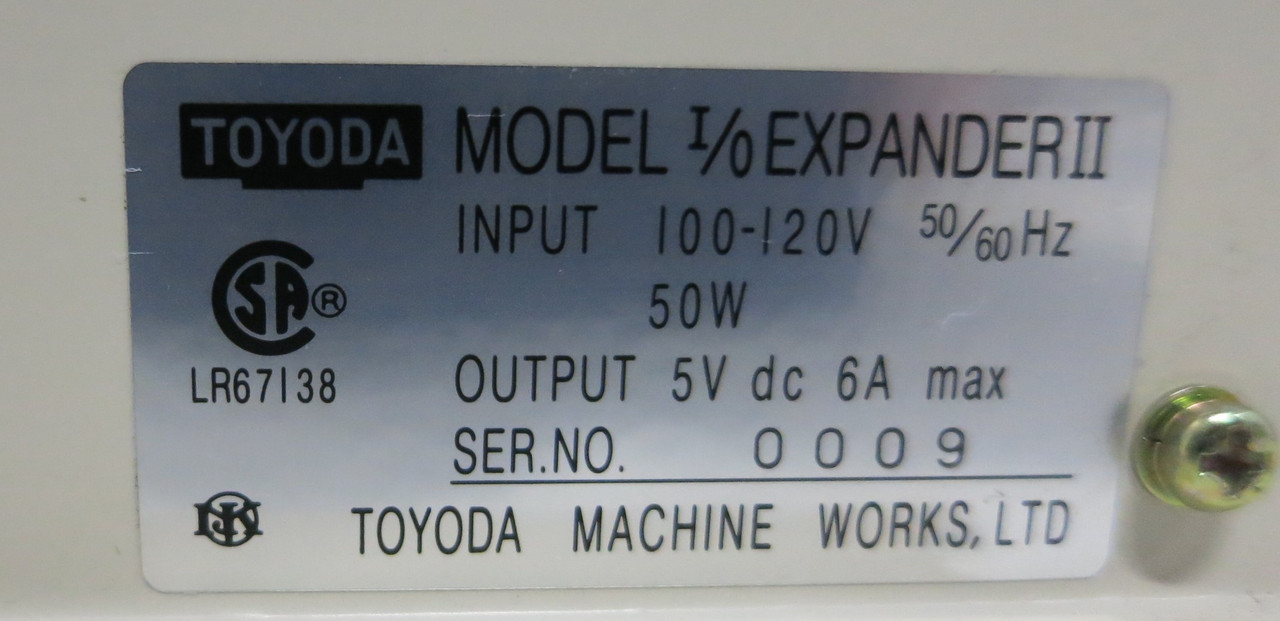 TOYODA MODEL I/O EXPANDER II
INPUT 100-120V 50/60 Hz
50W
SA ®
LR67138
OUTPUT 5V dc 6A max
SER.NO. 0009
TOYODA MACHINE WORKS, LTD